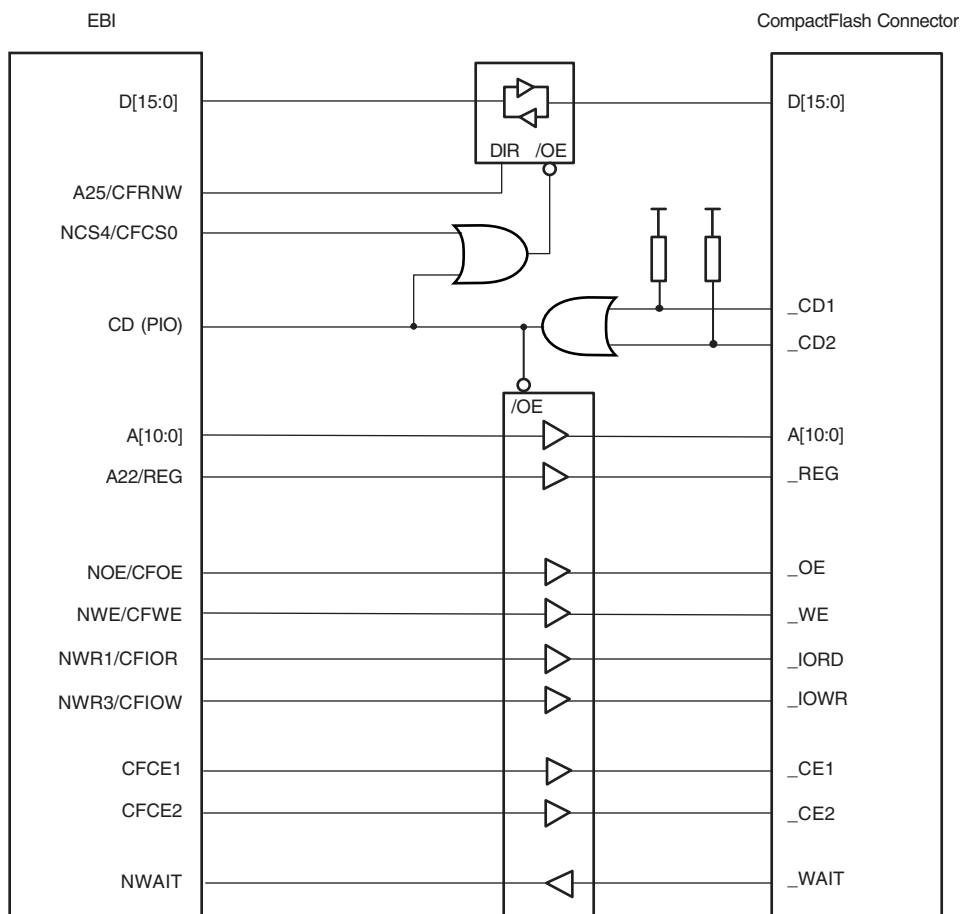 EBI
CompactFlash Connector
D[15:0]
D[15:0]
DIR /OE
A25/CFRNW
NCS4/CFCS0
_CD1
CD (PIO)
_CD2
/OE
A[10:0]
A[10:0]
A22/REG
_REG
NOE/CFOE
_OE
NWE/CFWE
_WE
NWR1/CFIOR
_IORD
NWR3/CFIOW
_IOWR
CFCE1
_CE1
CFCE2
_CE2
NWAIT
_WAIT